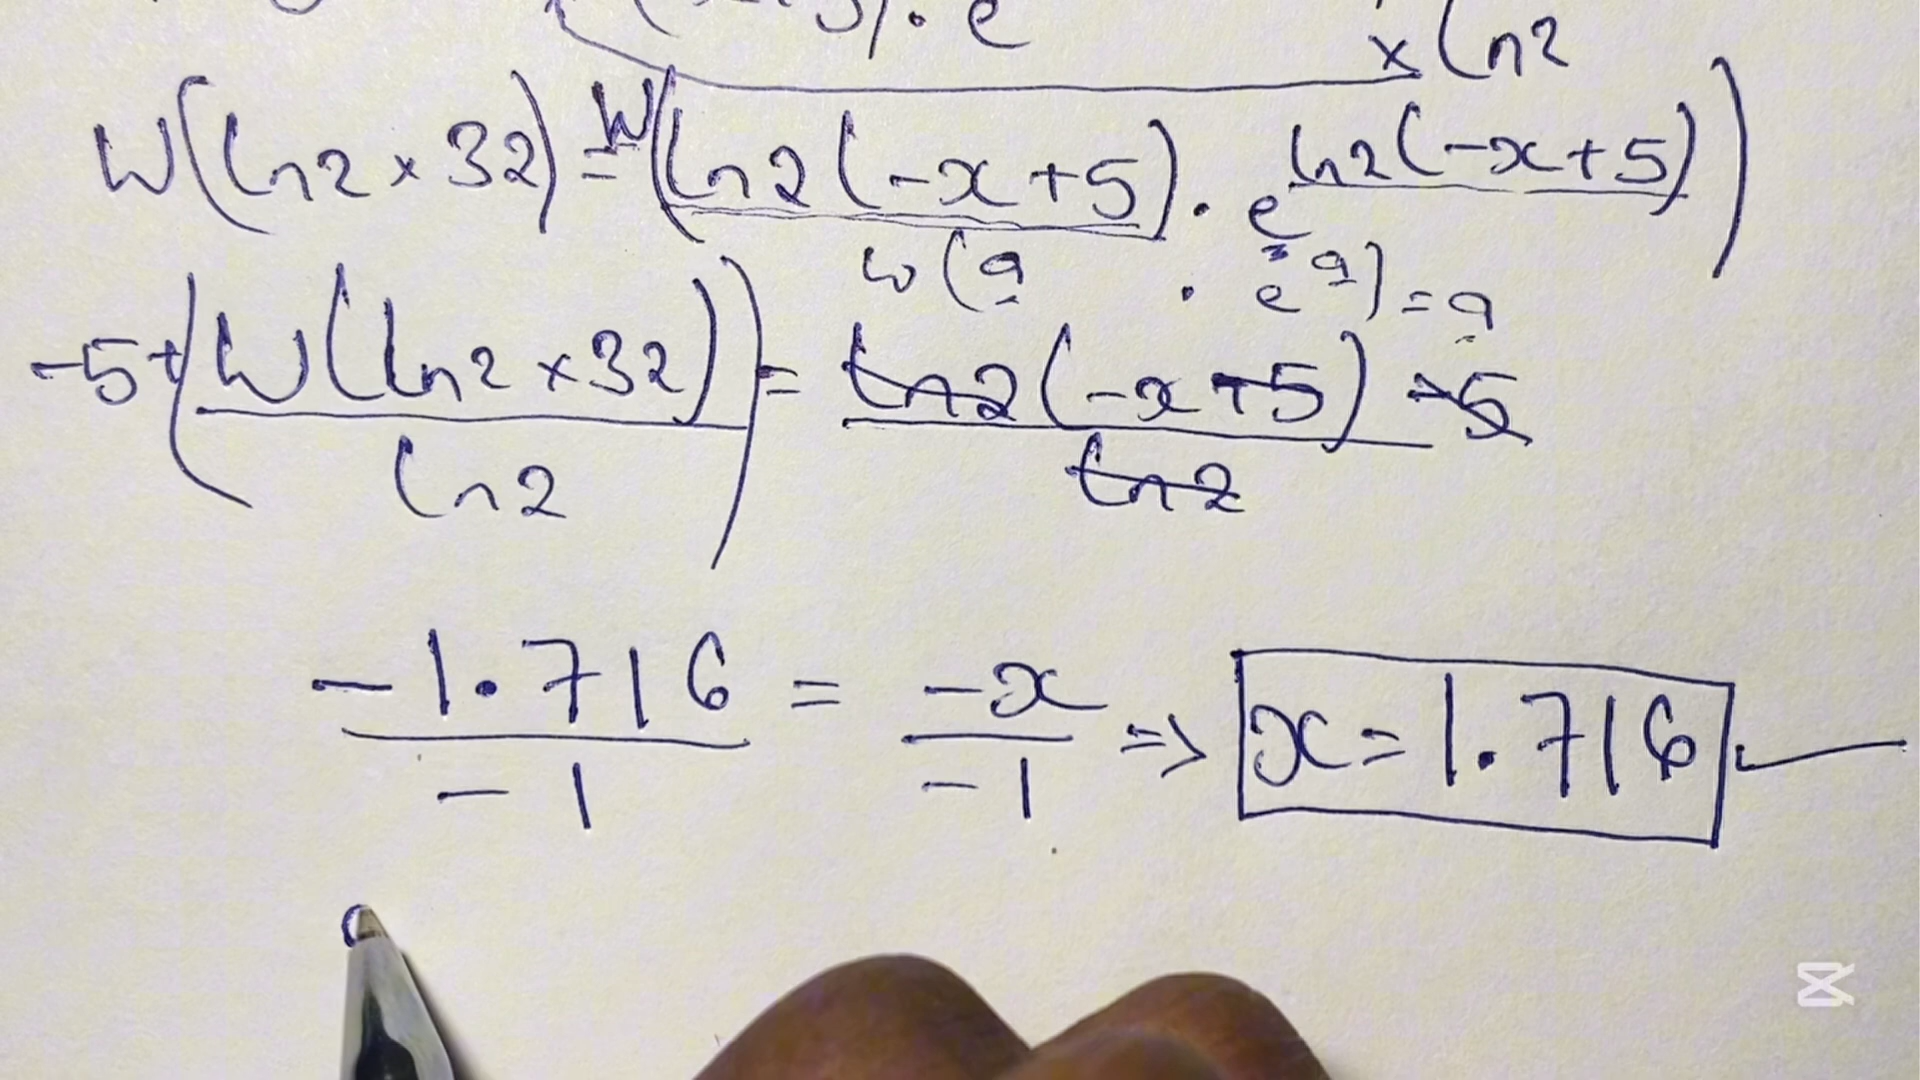 5) · e
× ln2
W(ln2 × 32) = W(ln2(-x+5) · e^ln2(-x+5))
W(a · e^a) = a
-5+(W(ln2 × 32)/ln2) = ln2(-x+5)/ln2 -5
-1.716/-1 = -x/-1 => x = 1.716